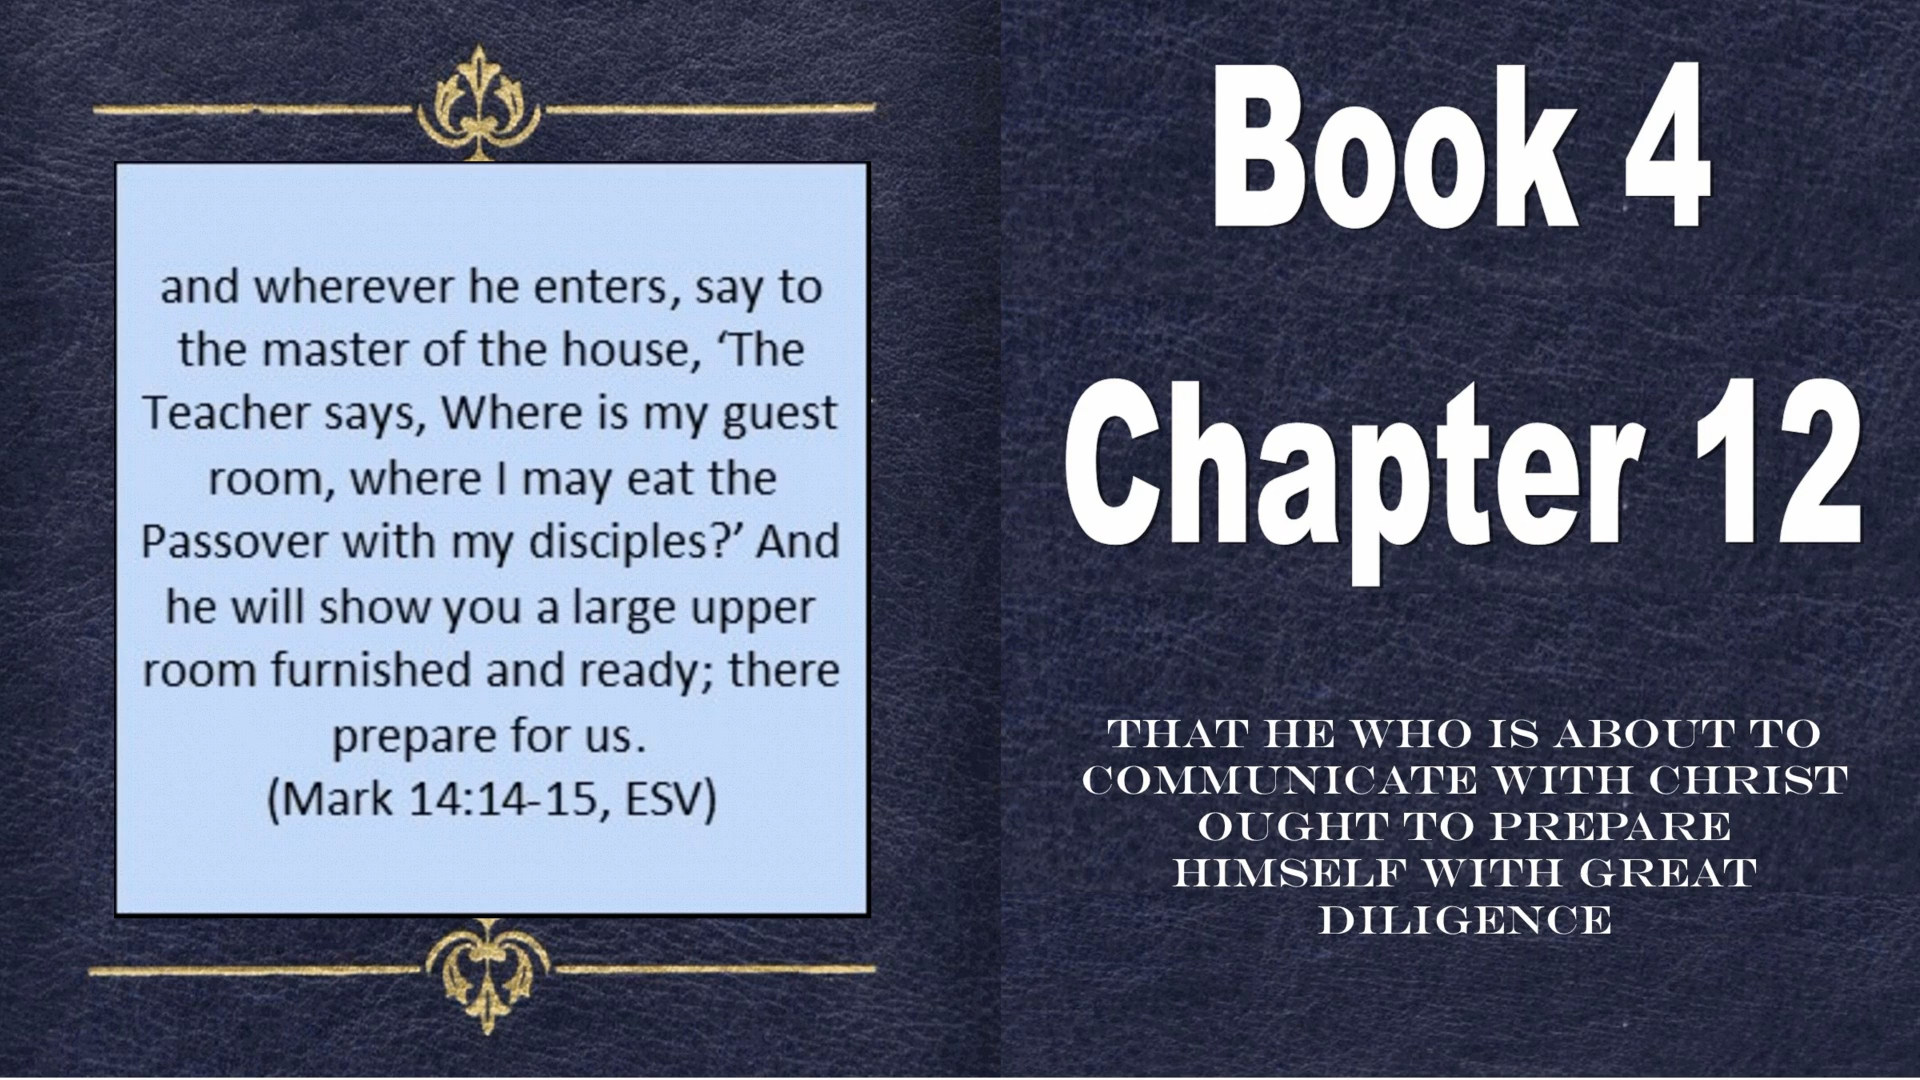 and wherever he enters, say to
the master of the house, ‘The
Teacher says, Where is my guest
room, where I may eat the
Passover with my disciples?’ And
he will show you a large upper
room furnished and ready; there
prepare for us.
(Mark 14:14-15, ESV)
Book 4
Chapter 12
THAT HE WHO IS ABOUT TO
COMMUNICATE WITH CHRIST
OUGHT TO PREPARE
HIMSELF WITH GREAT
DILIGENCE